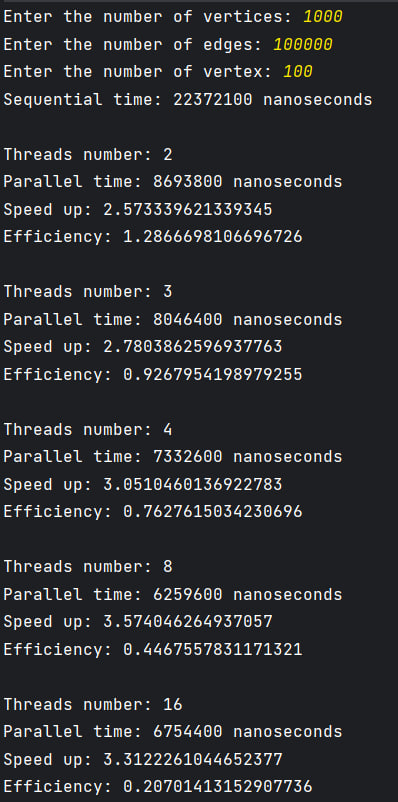 Enter the number of vertices: 1000
Enter the number of edges: 100000
Enter the number of vertex: 100
Sequential time: 22372100 nanoseconds
Threads number: 2
Parallel time: 8693800 nanoseconds
Speed up: 2.573339621339345
Efficiency: 1.2866698106696726
Threads number: 3
Parallel time: 8046400 nanoseconds
Speed up: 2.7803862596937763
Efficiency: 0.9267954198979255
Threads number: 4
Parallel time: 7332600 nanoseconds
Speed up: 3.0510460136922783
Efficiency: 0.7627615034230696
Threads number: 8
Parallel time: 6259600 nanoseconds
Speed up: 3.574046264937057
Efficiency: 0.4467557831171321
Threads number: 16
Parallel time: 6754400 nanoseconds
Speed up: 3.3122261044652377
Efficiency: 0.20701413152907736